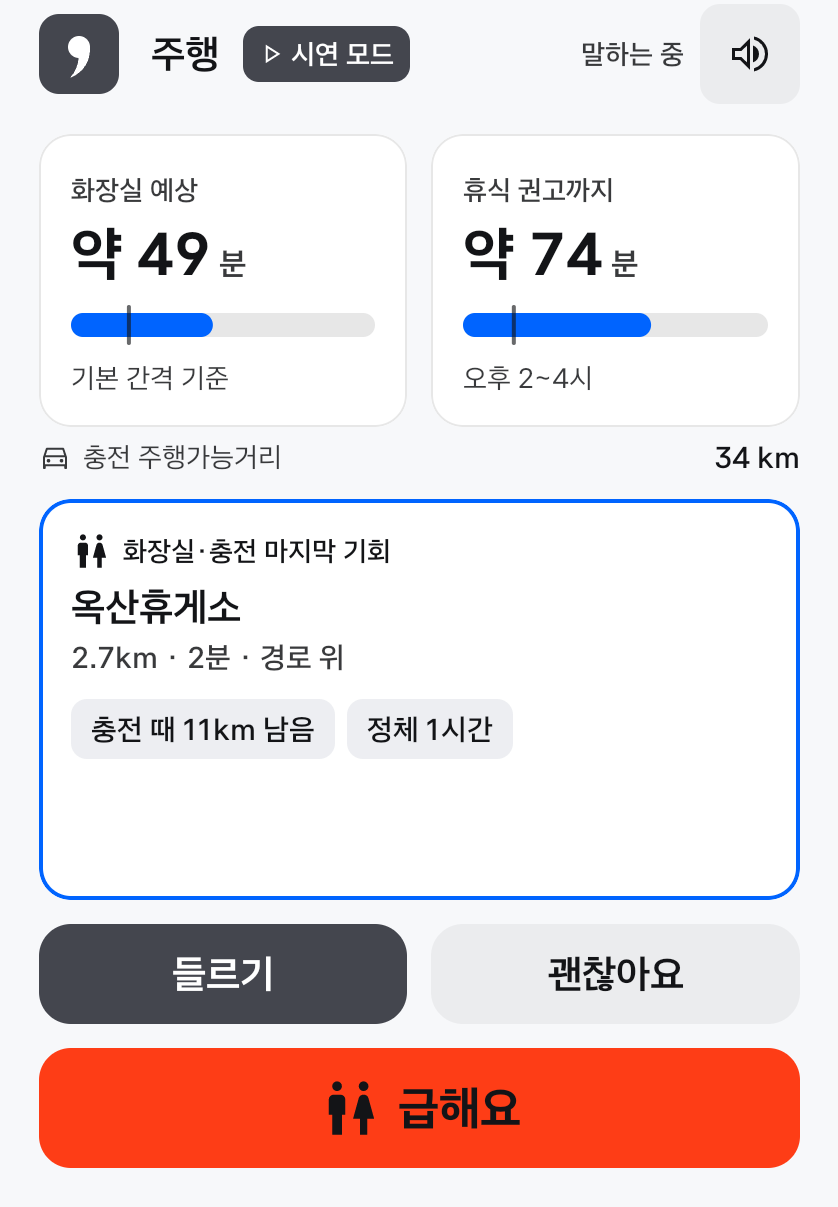 주행
시연 모드
말하는 중
화장실 예상
약 49 분
기본 간격 기준
휴식 권고까지
약 74 분
오후 2~4시
충전 주행가능거리
34 km
화장실·충전 마지막 기회
옥산휴게소
2.7km · 2분 · 경로 위
충전 때 11km 남음
정체 1시간
들르기
괜찮아요
급해요